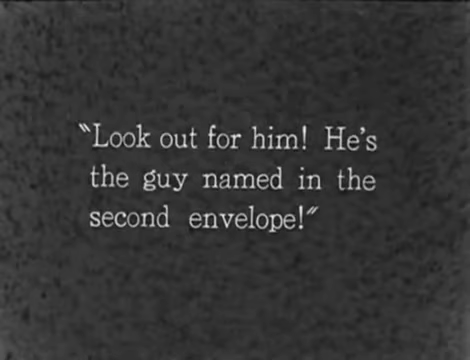 "Look out for him! He's
the guy named in the
second envelope!"